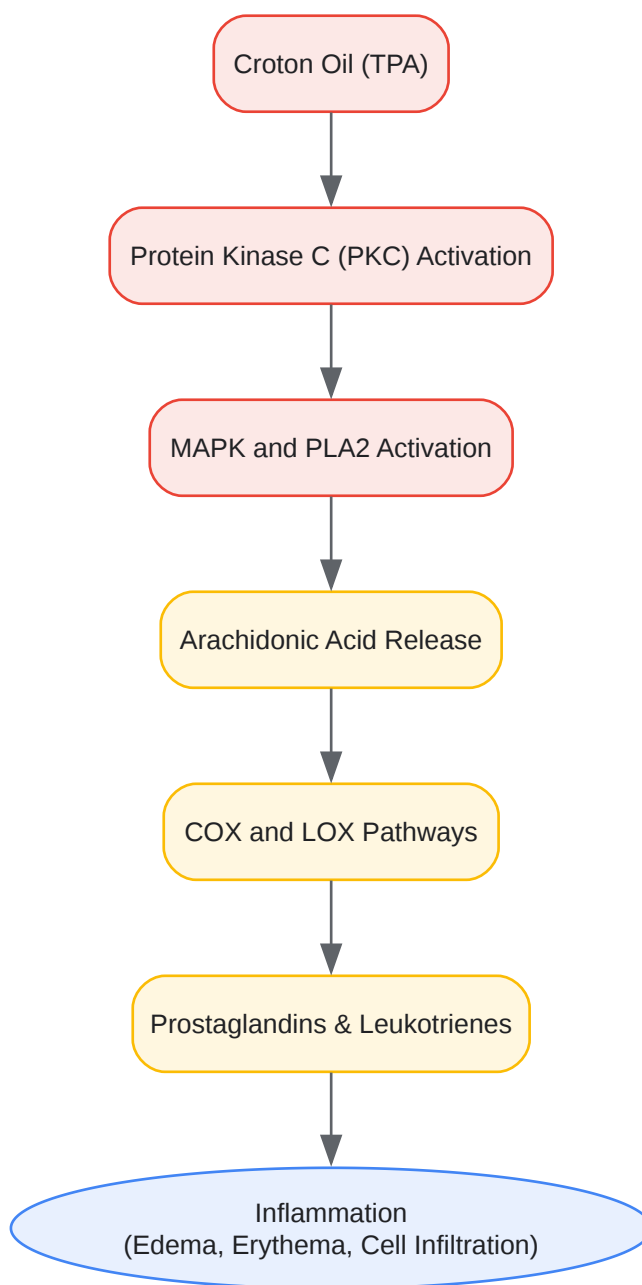 Croton Oil (TPA)
Protein Kinase C (PKC) Activation
MAPK and PLA2 Activation
Arachidonic Acid Release
COX and LOX Pathways
Prostaglandins & Leukotrienes
Inflammation
(Edema, Erythema, Cell Infiltration)